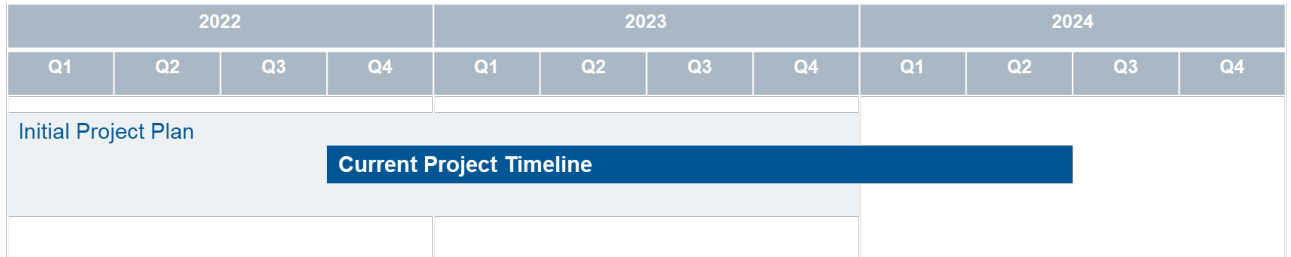 2022 2023 2024
Q1 Q2 Q3 Q4 Q1 Q2 Q3 Q4 Q1 Q2 Q3 Q4
Initial Project Plan
Current Project Timeline